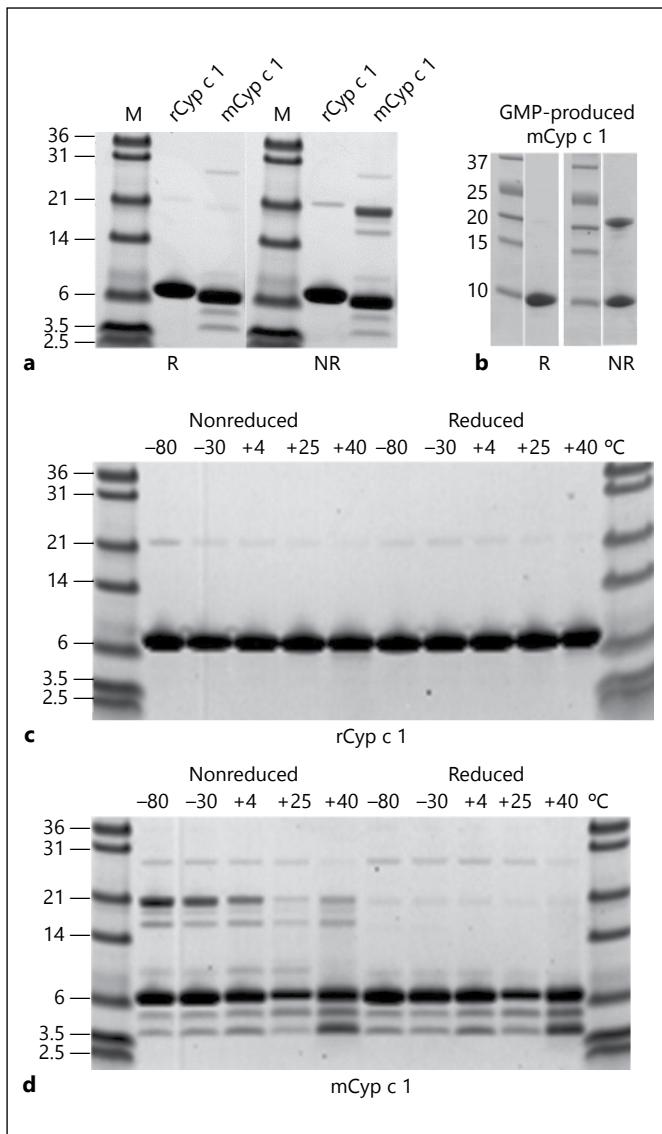 M rCyp c 1 mCyp c 1 M rCyp c 1 mCyp c 1
36
31
21
14
6
3.5
2.5
a R NR
GMP-produced
mCyp c 1
37
25
20
15
10
b R NR
Nonreduced Reduced
–80 –30 +4 +25 +40 –80 –30 +4 +25 +40 ºC
36
31
21
14
6
3.5
2.5
c rCyp c 1
Nonreduced Reduced
–80 –30 +4 +25 +40 –80 –30 +4 +25 +40 ºC
36
31
21
14
6
3.5
2.5
d mCyp c 1